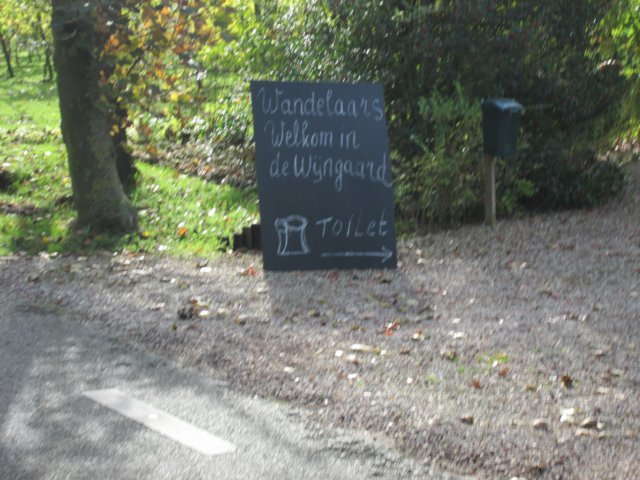 Wandelaars
Welkom in
de Wijngaard
Toilet